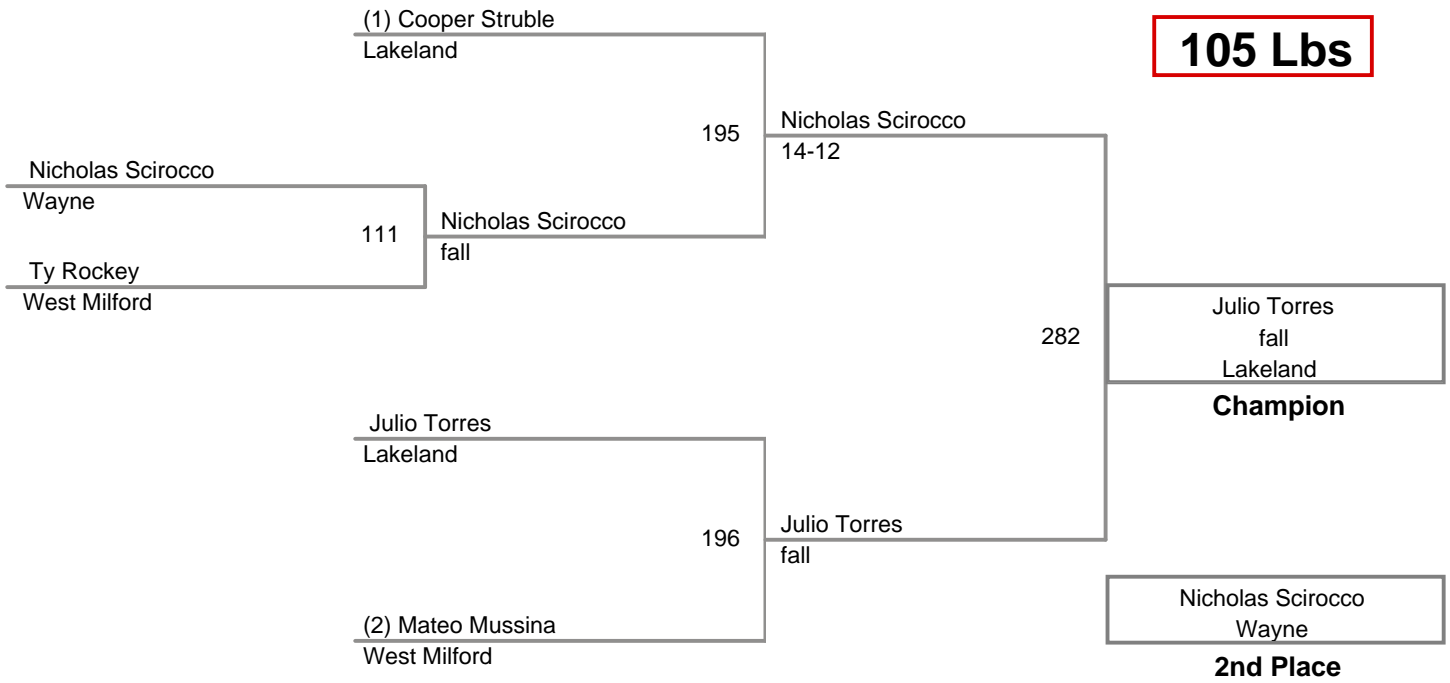 (1) Cooper Struble
Lakeland
105 Lbs
195
Nicholas Scirocco
14-12
Nicholas Scirocco
Wayne
111
Nicholas Scirocco
fall
Ty Rockey
West Milford
282
Julio Torres
fall
Lakeland
Champion
Julio Torres
Lakeland
196
Julio Torres
fall
(2) Mateo Mussina
West Milford
Nicholas Scirocco
Wayne
2nd Place